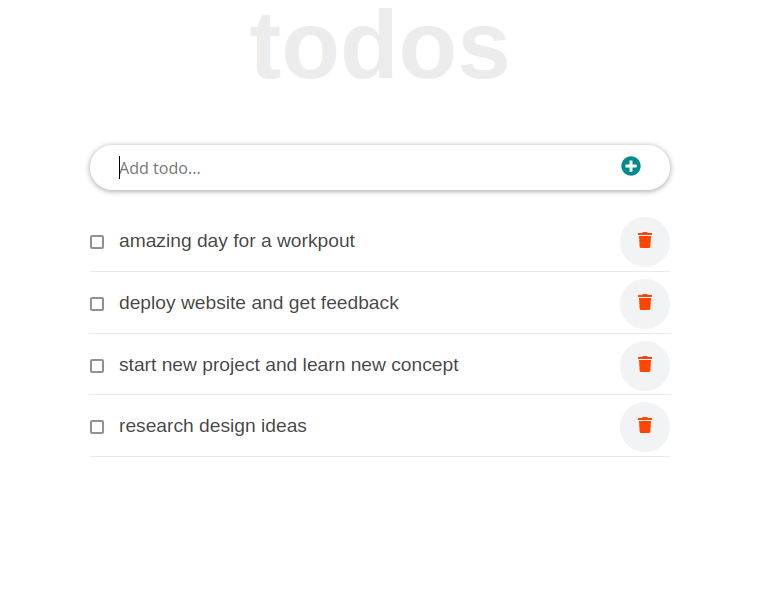 todos
Add todo...
amazing day for a workpout
deploy website and get feedback
start new project and learn new concept
research design ideas